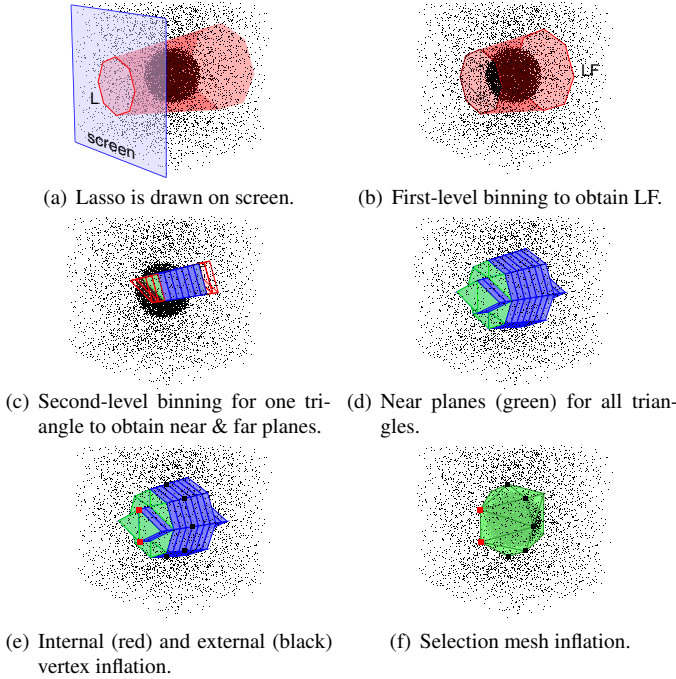 L
screen
LF
(a) Lasso is drawn on screen.
(b) First-level binning to obtain LF.
(c) Second-level binning for one tri-
angle to obtain near & far planes.
(d) Near planes (green) for all trian-
gles.
(e) Internal (red) and external (black)
vertex inflation.
(f) Selection mesh inflation.